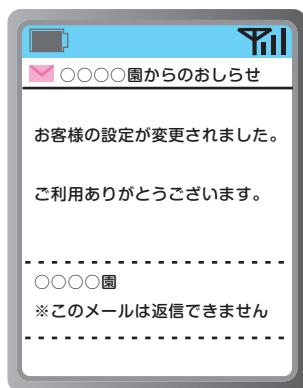 ○○○○園からのおしらせ
お客様の設定が変更されました。
ご利用ありがとうございます。
○○○○園
※このメールは返信できません